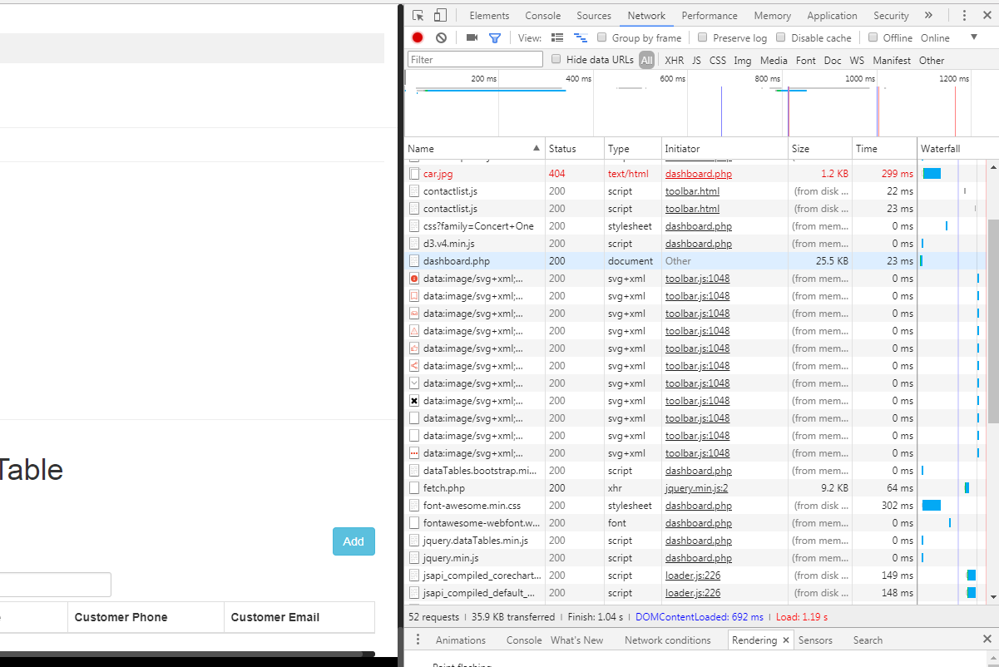 Table
Add
Customer Phone
Customer Email
Elements Console Sources Network Performance Memory Application Security »
View: Group by frame Preserve log Disable cache Offline Online
Filter Hide data URLs All XHR JS CSS Img Media Font Doc WS Manifest Other
200 ms 400 ms 600 ms 800 ms 1000 ms 1200 ms
Name Status Type Initiator Size Time Waterfall
car.jpg 404 text/html dashboard.php 1.2 KB 299 ms
contactlist.js 200 script toolbar.html (from disk ... 22 ms
contactlist.js 200 script toolbar.html (from disk ... 23 ms
css?family=Concert+One 200 stylesheet dashboard.php (from mem... 0 ms
d3.v4.min.js 200 script dashboard.php (from mem... 0 ms
dashboard.php 200 document Other 25.5 KB 23 ms
data:image/svg+xml;... 200 svg+xml toolbar.js:1048 (from mem... 0 ms
data:image/svg+xml;... 200 svg+xml toolbar.js:1048 (from mem... 0 ms
data:image/svg+xml;... 200 svg+xml toolbar.js:1048 (from mem... 0 ms
data:image/svg+xml;... 200 svg+xml toolbar.js:1048 (from mem... 0 ms
data:image/svg+xml;... 200 svg+xml toolbar.js:1048 (from mem... 0 ms
data:image/svg+xml;... 200 svg+xml toolbar.js:1048 (from mem... 0 ms
data:image/svg+xml;... 200 svg+xml toolbar.js:1048 (from mem... 0 ms
data:image/svg+xml;... 200 svg+xml toolbar.js:1048 (from mem... 0 ms
data:image/svg+xml;... 200 svg+xml toolbar.js:1048 (from mem... 0 ms
data:image/svg+xml;... 200 svg+xml toolbar.js:1048 (from mem... 0 ms
data:image/svg+xml;... 200 svg+xml toolbar.js:1048 (from mem... 0 ms
dataTables.bootstrap.mi... 200 script dashboard.php (from mem... 0 ms
fetch.php 200 xhr jquery.min.js:2 9.2 KB 64 ms
font-awesome.min.css 200 stylesheet dashboard.php (from disk ... 302 ms
fontawesome-webfont.w... 200 font dashboard.php (from mem... 0 ms
jquery.dataTables.min.js 200 script dashboard.php (from mem... 0 ms
jquery.min.js 200 script dashboard.php (from mem... 0 ms
jsapi_compiled_corechart... 200 script loader.js:226 (from disk ... 149 ms
jsapi_compiled_default_... 200 script loader.js:226 (from disk ... 148 ms
52 requests | 35.9 KB transferred | Finish: 1.04 s | DOMContentLoaded: 692 ms | Load: 1.19 s
Animations Console What's New Network conditions Rendering Sensors Search